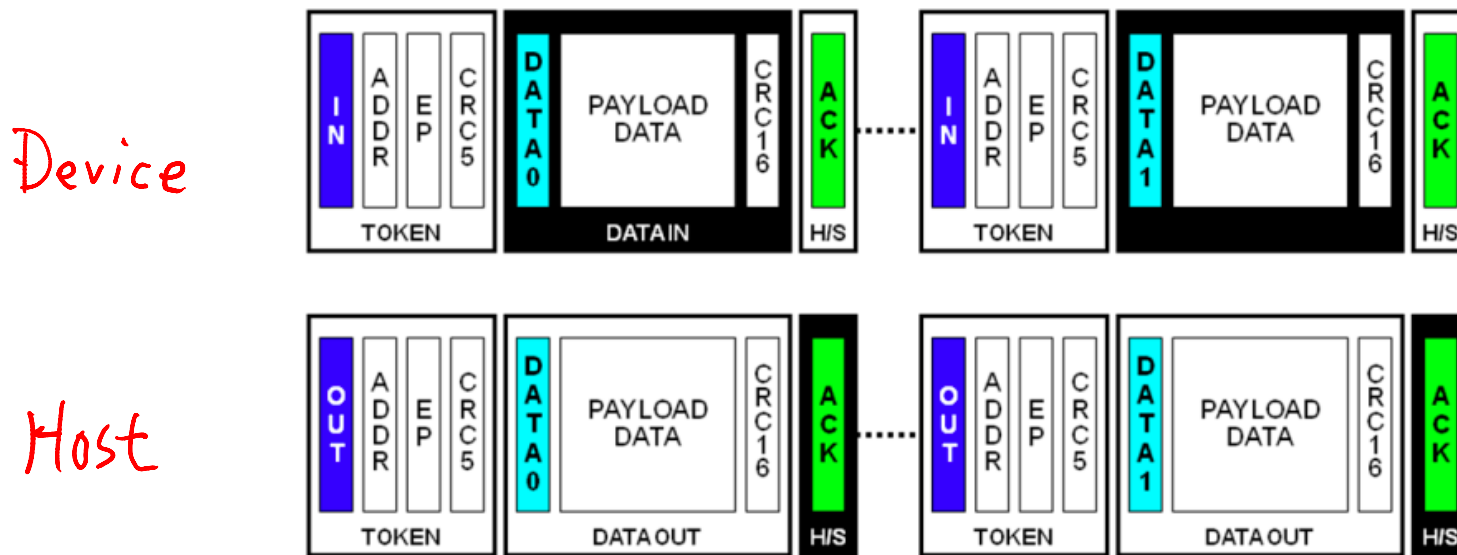 Device
IN ADDR EP CRC5 DATA0 PAYLOAD DATA CRC16 ACK IN ADDR EP CRC5 DATA1 PAYLOAD DATA CRC16 ACK
TOKEN DATA IN H/S TOKEN H/S
Host
OUT ADDR EP CRC5 DATA0 PAYLOAD DATA CRC16 ACK OUT ADDR EP CRC5 DATA1 PAYLOAD DATA CRC16 ACK
TOKEN DATA OUT H/S TOKEN DATA OUT H/S